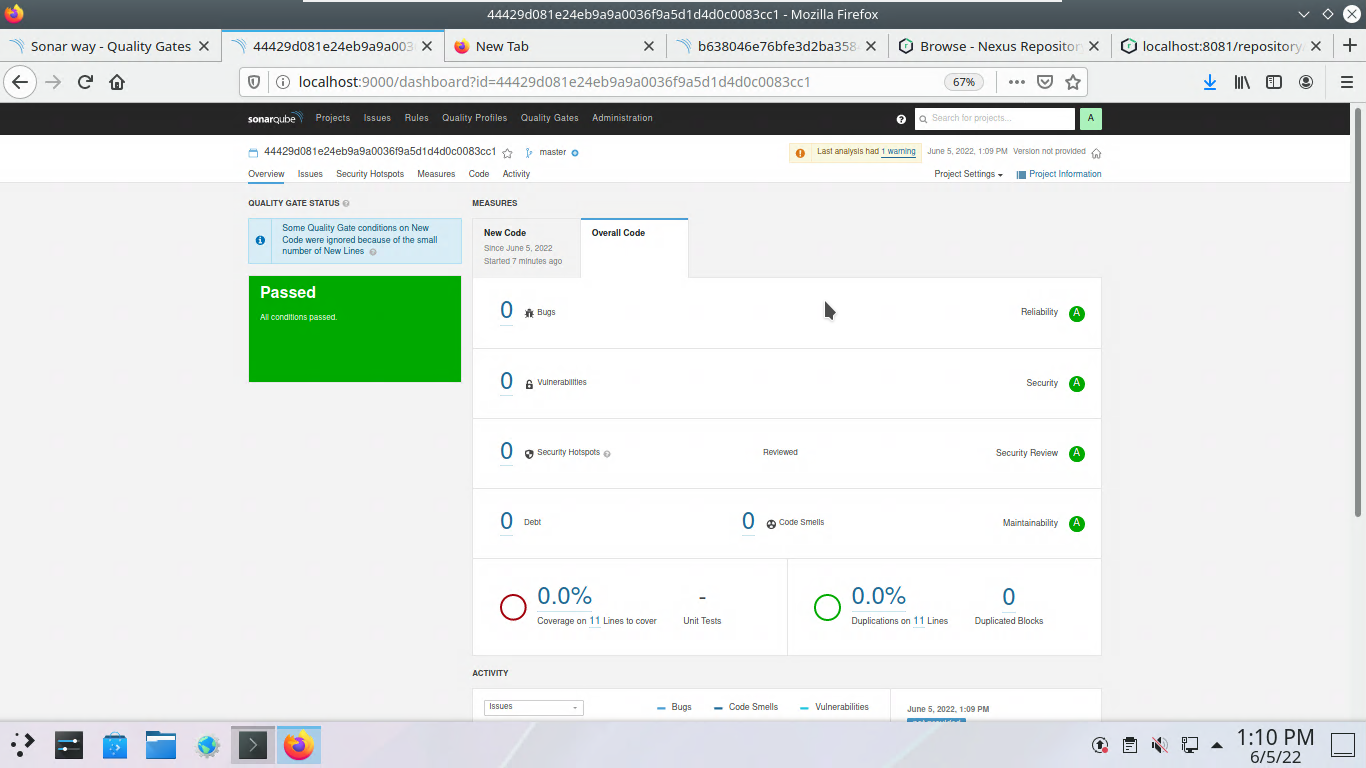 44429d081e24eb9a9a0036f9a5d1d4d0c0083cc1 - Mozilla Firefox
Sonar way - Quality Gates
44429d081e24eb9a9a003
New Tab
b638046e76bfe3d2ba358
Browse - Nexus Repositor
localhost:8081/repository
localhost:9000/dashboard?id=44429d081e24eb9a9a0036f9a5d1d4d0c0083cc1
67%
sonarqube
Projects
Issues
Rules
Quality Profiles
Quality Gates
Administration
Search for projects...
A
44429d081e24eb9a9a0036f9a5d1d4d0c0083cc1
master
Last analysis had 1 warning
June 5, 2022, 1:09 PM
Version not provided
Overview
Issues
Security Hotspots
Measures
Code
Activity
Project Settings
Project Information
QUALITY GATE STATUS
MEASURES
Some Quality Gate conditions on New
Code were ignored because of the small
number of New Lines
Passed
All conditions passed.
New Code
Since June 5, 2022
Started 7 minutes ago
Overall Code
0 Bugs
Reliability A
0 Vulnerabilities
Security A
0 Security Hotspots
Reviewed
Security Review A
0 Debt
0 Code Smells
Maintainability A
0.0%
Coverage on 11 Lines to cover
-
Unit Tests
0.0%
Duplications on 11 Lines
0
Duplicated Blocks
ACTIVITY
Issues
Bugs
Code Smells
Vulnerabilities
June 5, 2022, 1:09 PM
1:10 PM
6/5/22